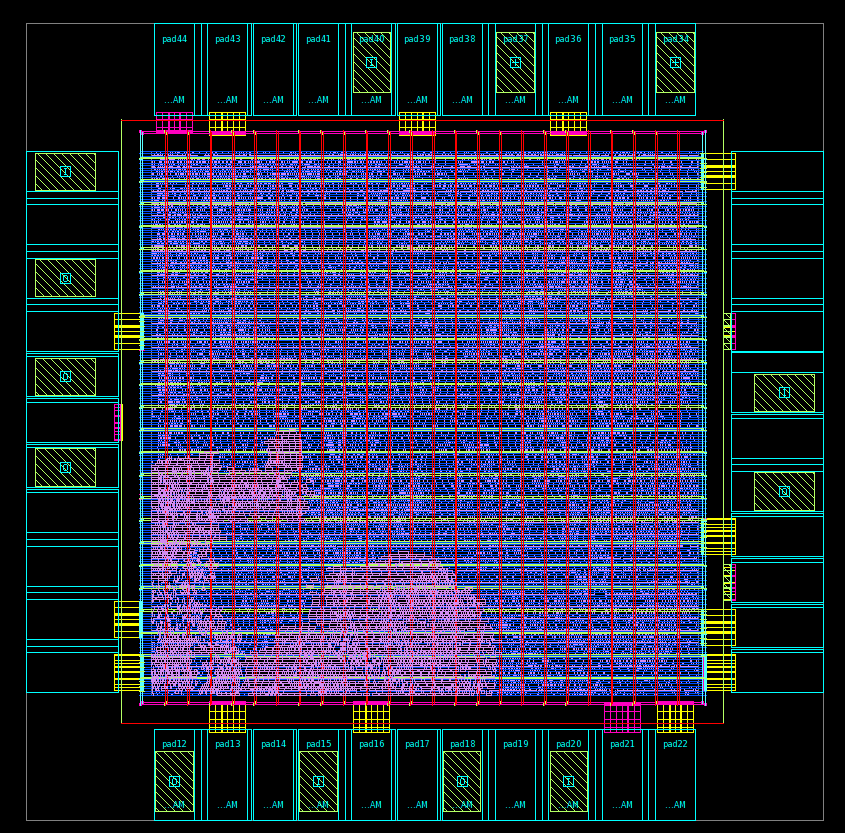 pad44 pad43 pad42 pad41 pad40 pad39 pad38 pad37 pad36 pad35 pad34
I I I
...AM ...AM ...AM ...AM ...AM ...AM ...AM ...AM ...AM ...AM ...AM
I
O
O
I
O
O
pad12 pad13 pad14 pad15 pad16 pad17 pad18 pad19 pad20 pad21 pad22
O I O I
...AM ...AM ...AM ...AM ...AM ...AM ...AM ...AM ...AM ...AM ...AM